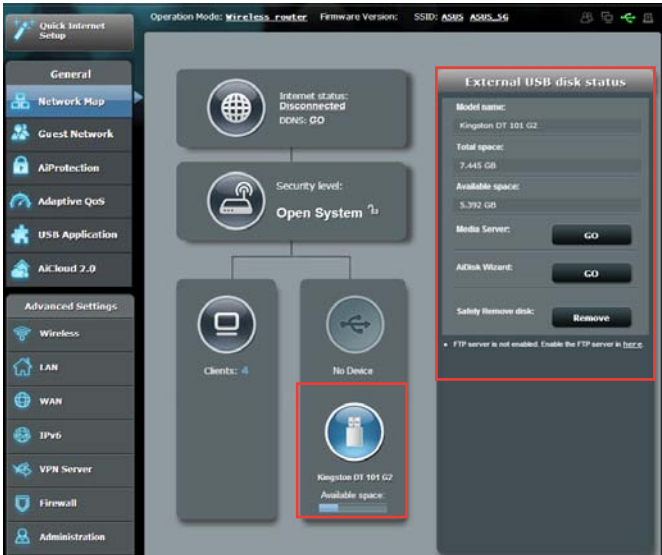 Quick Internet
Setup
Operation Mode: Wireless router Firmware Version: SSID: ASUS ASUS_5G
General
Network Map
Guest Network
AiProtection
Adaptive QoS
USB Application
AiCloud 2.0
Advanced Settings
Wireless
LAN
WAN
IPv6
VPN Server
Firewall
Administration
Internet status:
Disconnected
DDNS: GO
Security level:
Open System
Clients: 4
No Device
Kingston DT 101 G2
Available space:
External USB disk status
Model name:
Kingston DT 101 G2
Total space:
7.445 GB
Available space:
5.392 GB
Media Server: GO
AiDisk Wizard: GO
Safely Remove disk: Remove
• FTP server is not enabled. Enable the FTP server in here.